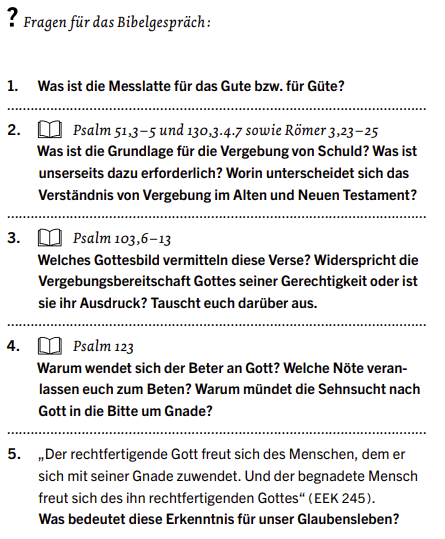 ? Fragen für das Bibelgespräch:
1. Was ist die Messlatte für das Gute bzw. für Güte?
2. Psalm 51,3–5 und 130,3.4.7 sowie Römer 3,23–25
Was ist die Grundlage für die Vergebung von Schuld? Was ist
unserseits dazu erforderlich? Worin unterscheidet sich das
Verständnis von Vergebung im Alten und Neuen Testament?
3. Psalm 103,6–13
Welches Gottesbild vermitteln diese Verse? Widerspricht die
Vergebungsbereitschaft Gottes seiner Gerechtigkeit oder ist
sie ihr Ausdruck? Tauscht euch darüber aus.
4. Psalm 123
Warum wendet sich der Beter an Gott? Welche Nöte veran-
lassen euch zum Beten? Warum mündet die Sehnsucht nach
Gott in die Bitte um Gnade?
5. „Der rechtfertigende Gott freut sich des Menschen, dem er
sich mit seiner Gnade zuwendet. Und der begnadete Mensch
freut sich des ihn rechtfertigenden Gottes“ (EEK 245).
Was bedeutet diese Erkenntnis für unser Glaubensleben?